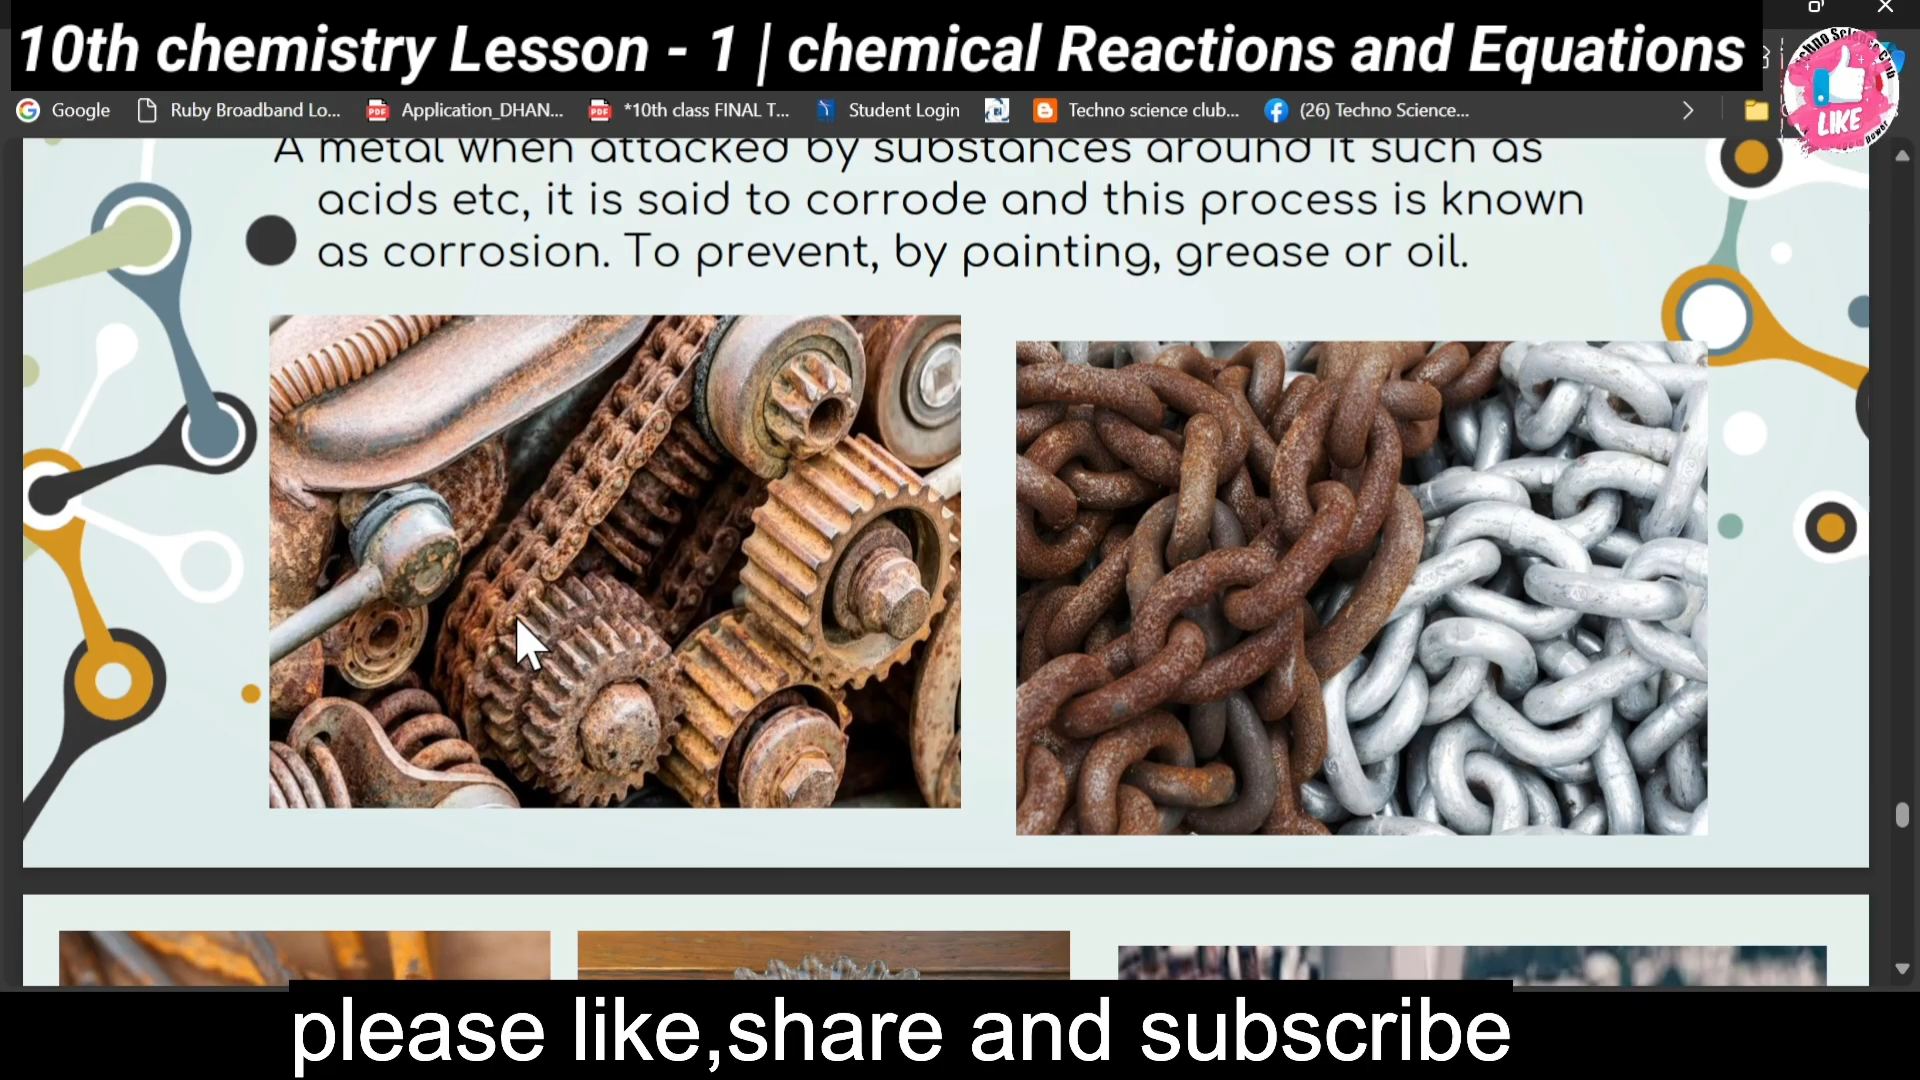 10th chemistry Lesson - 1 | chemical Reactions and Equations
Google
Ruby Broadband Lo...
Application_DHAN...
*10th class FINAL T...
Student Login
Techno science club...
(26) Techno Science...
LIKE
A metal when attacked by substances around it such as
acids etc, it is said to corrode and this process is known
as corrosion. To prevent, by painting, grease or oil.
please like,share and subscribe